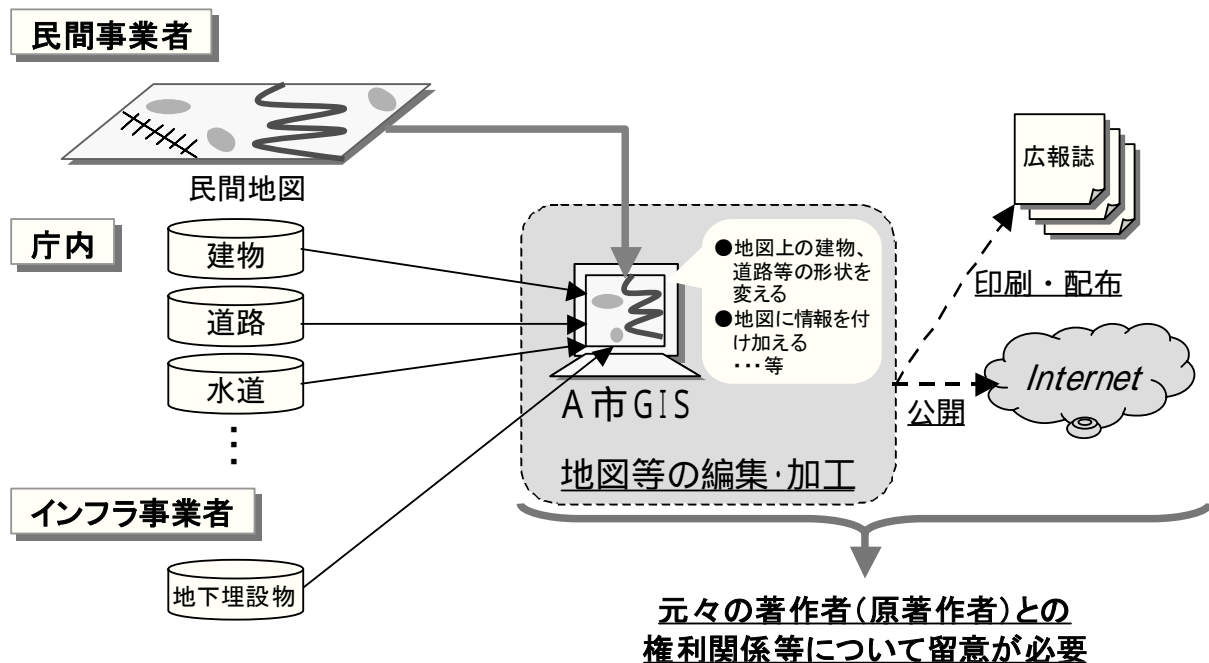 民間事業者
民間地図
庁内
建物
道路
水道
⋮
インフラ事業者
地下埋設物
●地図上の建物、
道路等の形状を
変える
●地図に情報を付
け加える
・・・等
A市GIS
地図等の編集・加工
広報誌
印刷・配布
Internet
公開
元々の著作者(原著作者)との
権利関係等について留意が必要